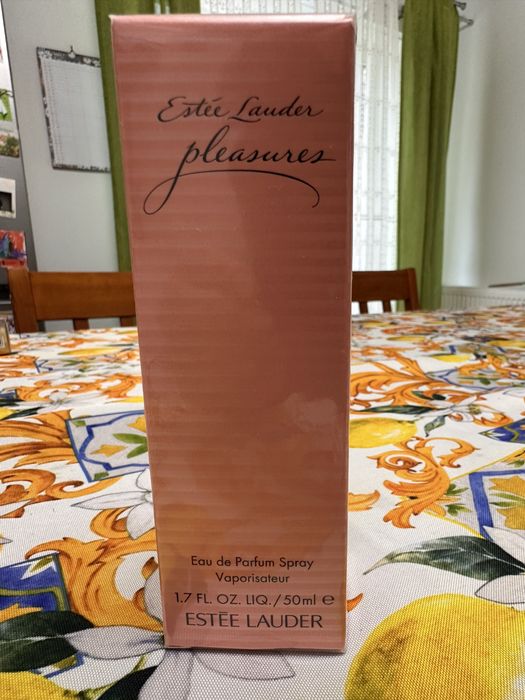 Estée Lauder
pleasures
Eau de Parfum Spray
Vaporisateur
1.7 FL. OZ. LIQ./50ml ℮
ESTĒE LAUDER